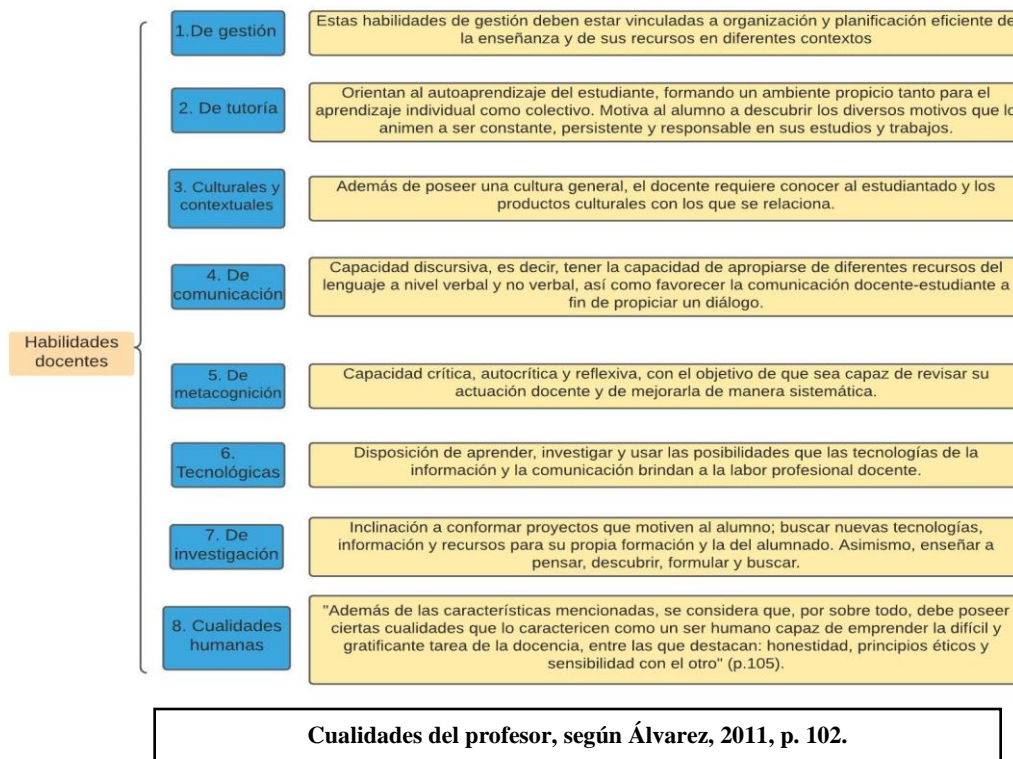 1.De gestión
Estas habilidades de gestión deben estar vinculadas a organización y planificación eficiente de
la enseñanza y de sus recursos en diferentes contextos
2. De tutoría
Orientan al autoaprendizaje del estudiante, formando un ambiente propicio tanto para el
aprendizaje individual como colectivo. Motiva al alumno a descubrir los diversos motivos que lo
animen a ser constante, persistente y responsable en sus estudios y trabajos.
3. Culturales y
contextuales
Además de poseer una cultura general, el docente requiere conocer al estudiantado y los
productos culturales con los que se relaciona.
4. De
comunicación
Capacidad discursiva, es decir, tener la capacidad de apropiarse de diferentes recursos del
lenguaje a nivel verbal y no verbal, así como favorecer la comunicación docente-estudiante a
fin de propiciar un diálogo.
Habilidades
docentes
5. De
metacognición
Capacidad crítica, autocrítica y reflexiva, con el objetivo de que sea capaz de revisar su
actuación docente y de mejorarla de manera sistemática.
6.
Tecnológicas
Disposición de aprender, investigar y usar las posibilidades que las tecnologías de la
información y la comunicación brindan a la labor profesional docente.
7. De
investigación
Inclinación a conformar proyectos que motiven al alumno; buscar nuevas tecnologías,
información y recursos para su propia formación y la del alumnado. Asimismo, enseñar a
pensar, descubrir, formular y buscar.
8. Cualidades
humanas
"Además de las características mencionadas, se considera que, por sobre todo, debe poseer
ciertas cualidades que lo caractericen como un ser humano capaz de emprender la difícil y
gratificante tarea de la docencia, entre las que destacan: honestidad, principios éticos y
sensibilidad con el otro" (p.105).
Cualidades del profesor, según Álvarez, 2011, p. 102.